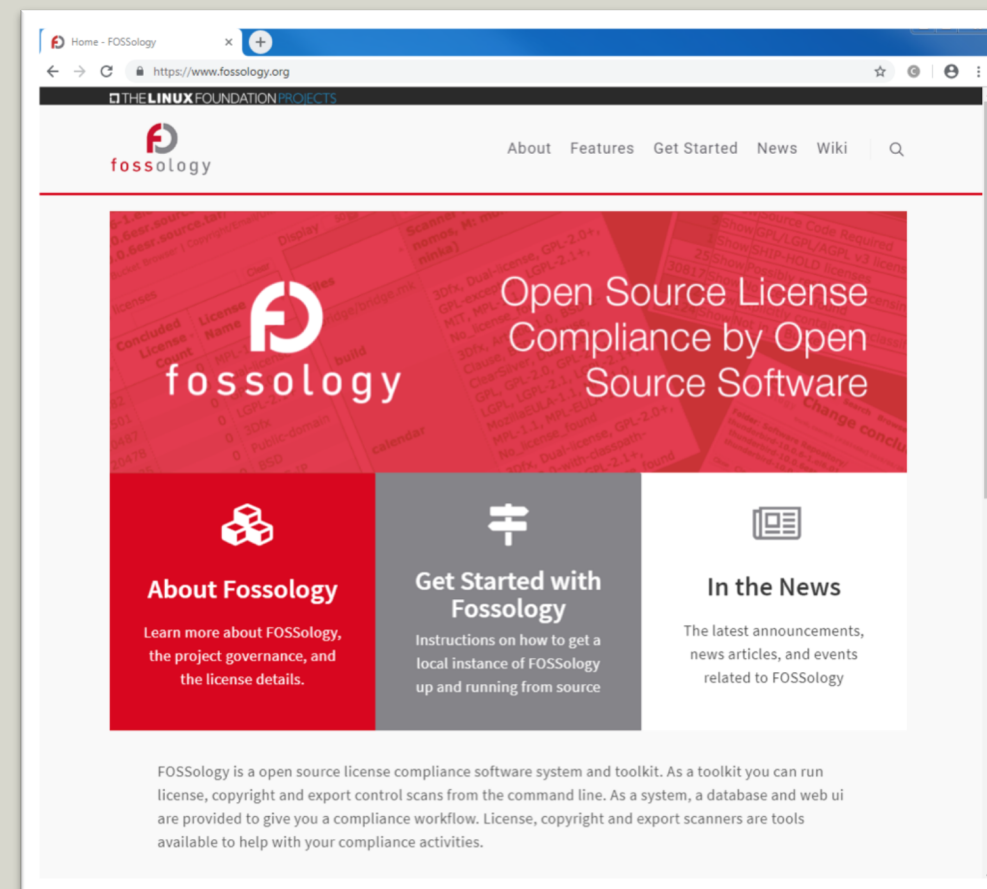 Home - FOSSology
https://www.fossology.org
THE LINUX FOUNDATION PROJECTS
fossology
About Features Get Started News Wiki
fossology
Open Source License
Compliance by Open
Source Software
About Fossology
Learn more about FOSSology,
the project governance, and
the license details.
Get Started with
Fossology
Instructions on how to get a
local instance of FOSSology
up and running from source
In the News
The latest announcements,
news articles, and events
related to FOSSology
FOSSology is a open source license compliance software system and toolkit. As a toolkit you can run
license, copyright and export control scans from the command line. As a system, a database and web ui
are provided to give you a compliance workflow. License, copyright and export scanners are tools
available to help with your compliance activities.